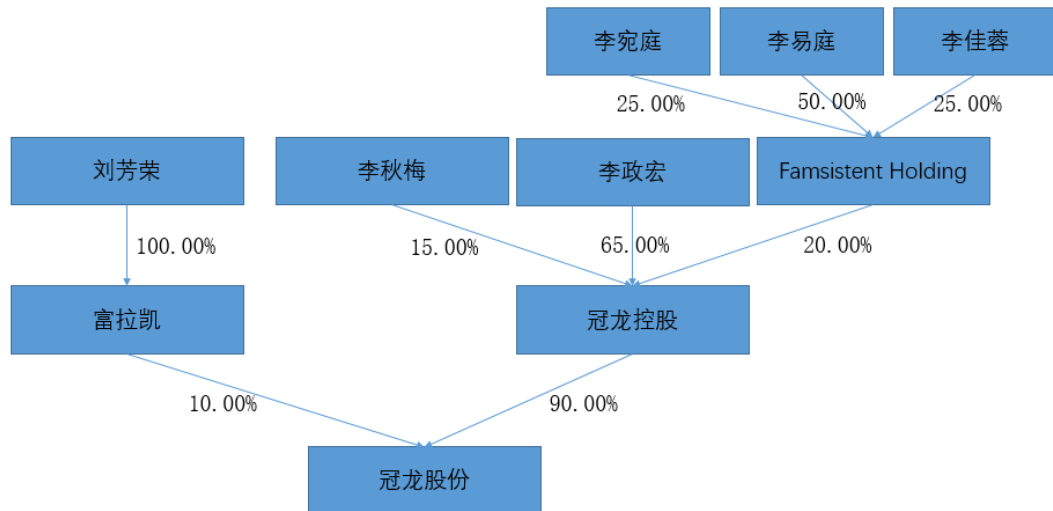 李宛庭
李易庭
李佳蓉
25.00%
50.00%
25.00%
刘芳荣
李秋梅
李政宏
Famsistent Holding
100.00%
15.00%
65.00%
20.00%
富拉凯
冠龙控股
10.00%
90.00%
冠龙股份